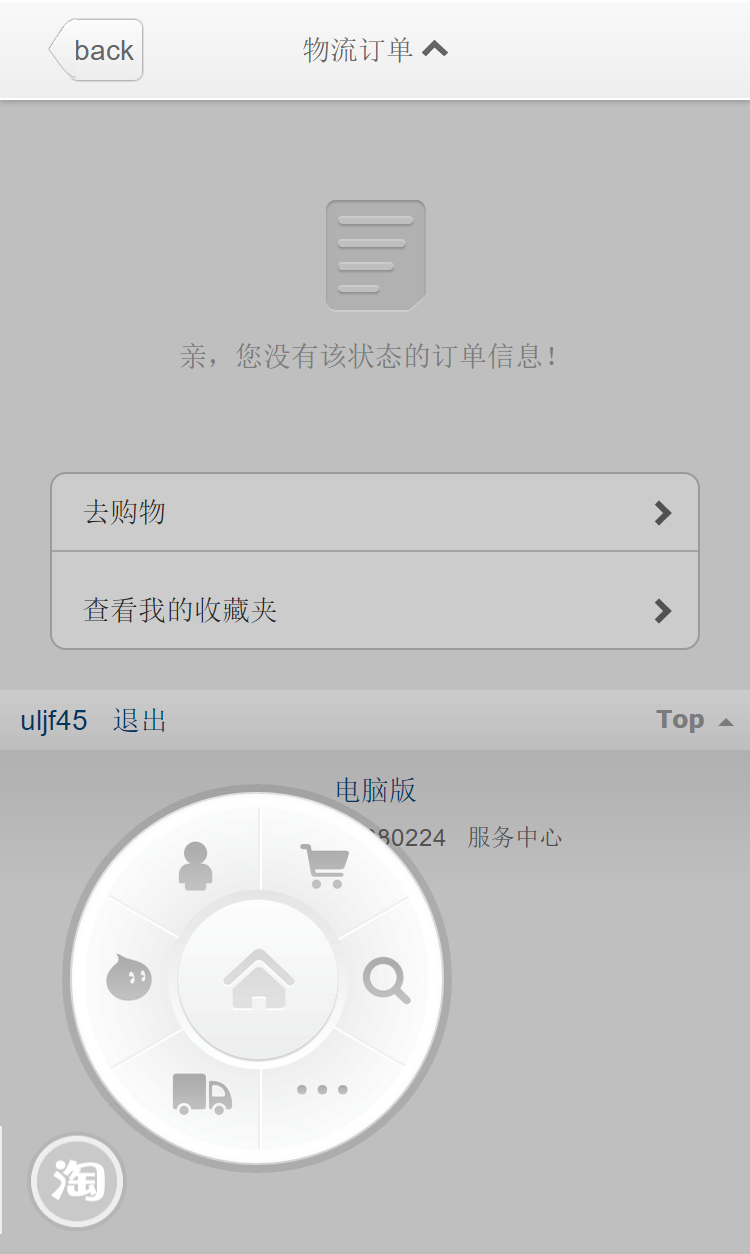 back 物流订单
亲，您没有该状态的订单信息！
去购物
查看我的收藏夹
uljf45 退出 Top
电脑版
80224 服务中心
淘